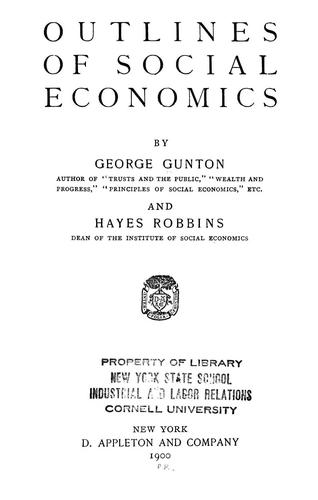 OUTLINES
OF SOCIAL
ECONOMICS
BY
GEORGE GUNTON
AUTHOR OF "TRUSTS AND THE PUBLIC," "WEALTH AND
PROGRESS," "PRINCIPLES OF SOCIAL ECONOMICS," ETC.
AND
HAYES ROBBINS
DEAN OF THE INSTITUTE OF SOCIAL ECONOMICS
PROPERTY OF LIBRARY
NEW YORK STATE SCHOOL
INDUSTRIAL AND LABOR RELATIONS
CORNELL UNIVERSITY
NEW YORK
D. APPLETON AND COMPANY
1900